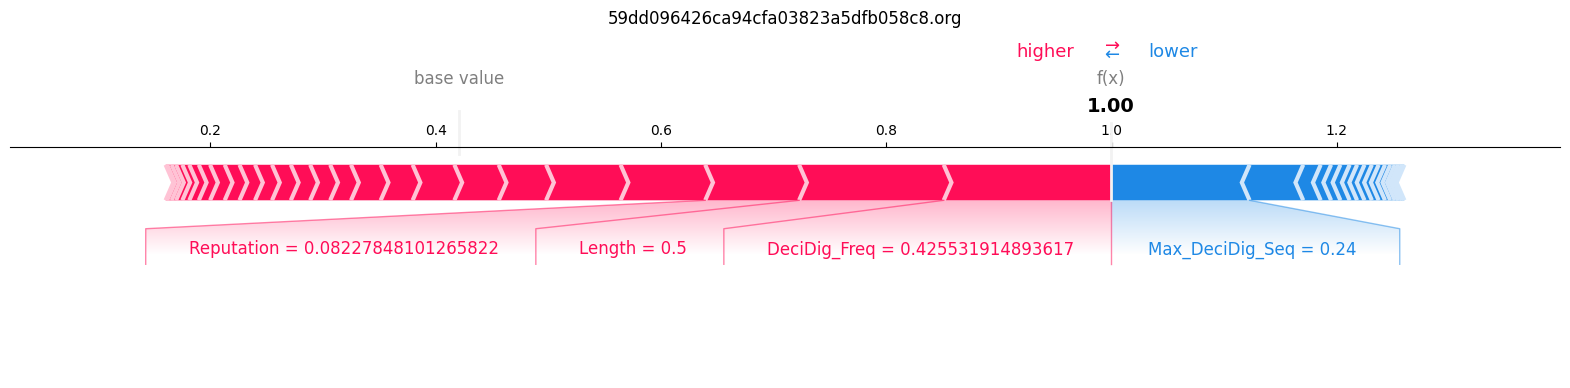 59dd096426ca94cfa03823a5dfb058c8.org
higher ⇄ lower
base value f(x)
1.00
0.2 0.4 0.6 0.8 1.0 1.2
Reputation = 0.08227848101265822 Length = 0.5 DeciDig_Freq = 0.425531914893617 Max_DeciDig_Seq = 0.24